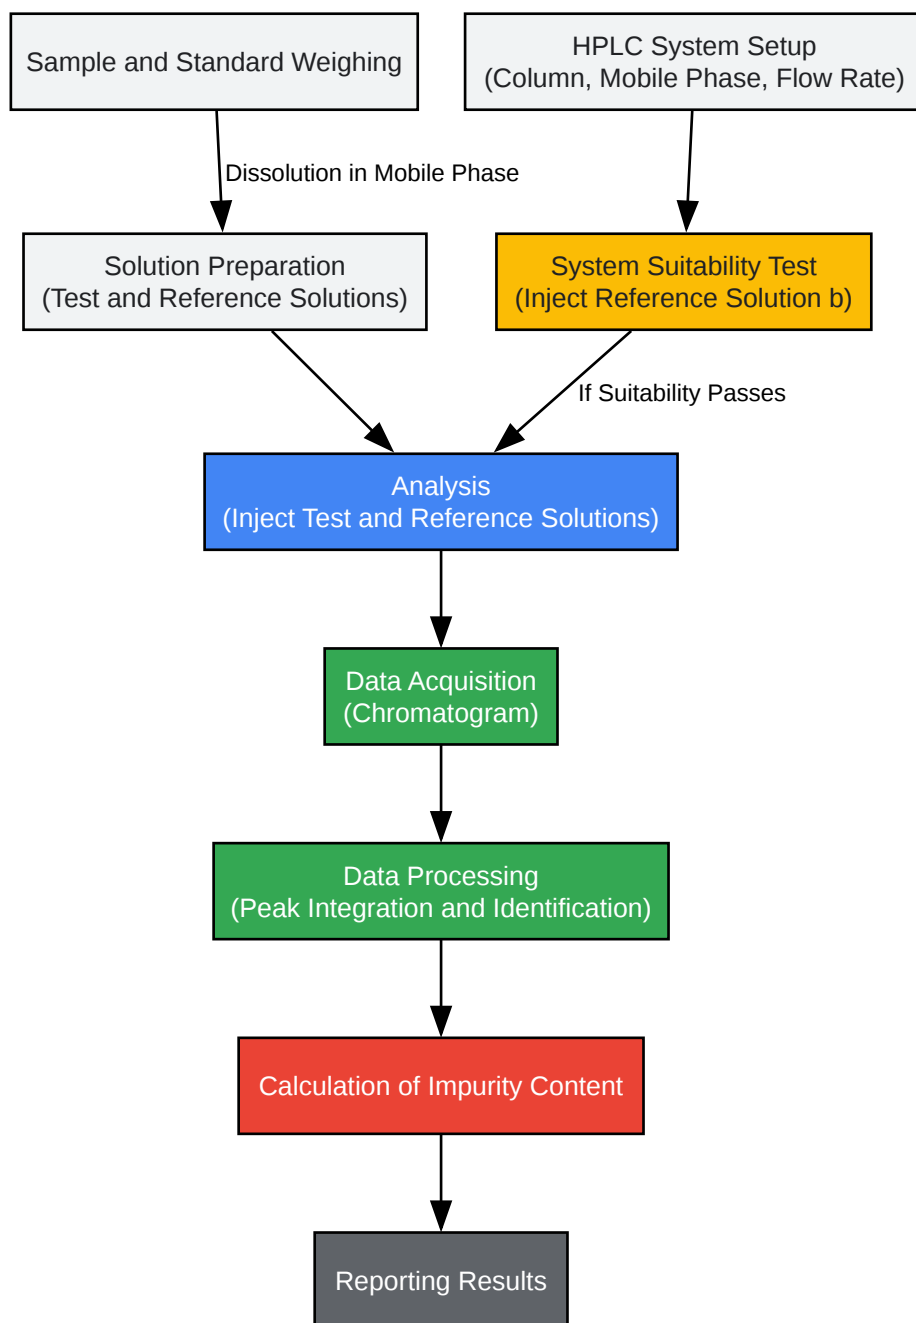 Sample and Standard Weighing
HPLC System Setup
(Column, Mobile Phase, Flow Rate)
Dissolution in Mobile Phase
Solution Preparation
(Test and Reference Solutions)
System Suitability Test
(Inject Reference Solution b)
If Suitability Passes
Analysis
(Inject Test and Reference Solutions)
Data Acquisition
(Chromatogram)
Data Processing
(Peak Integration and Identification)
Calculation of Impurity Content
Reporting Results